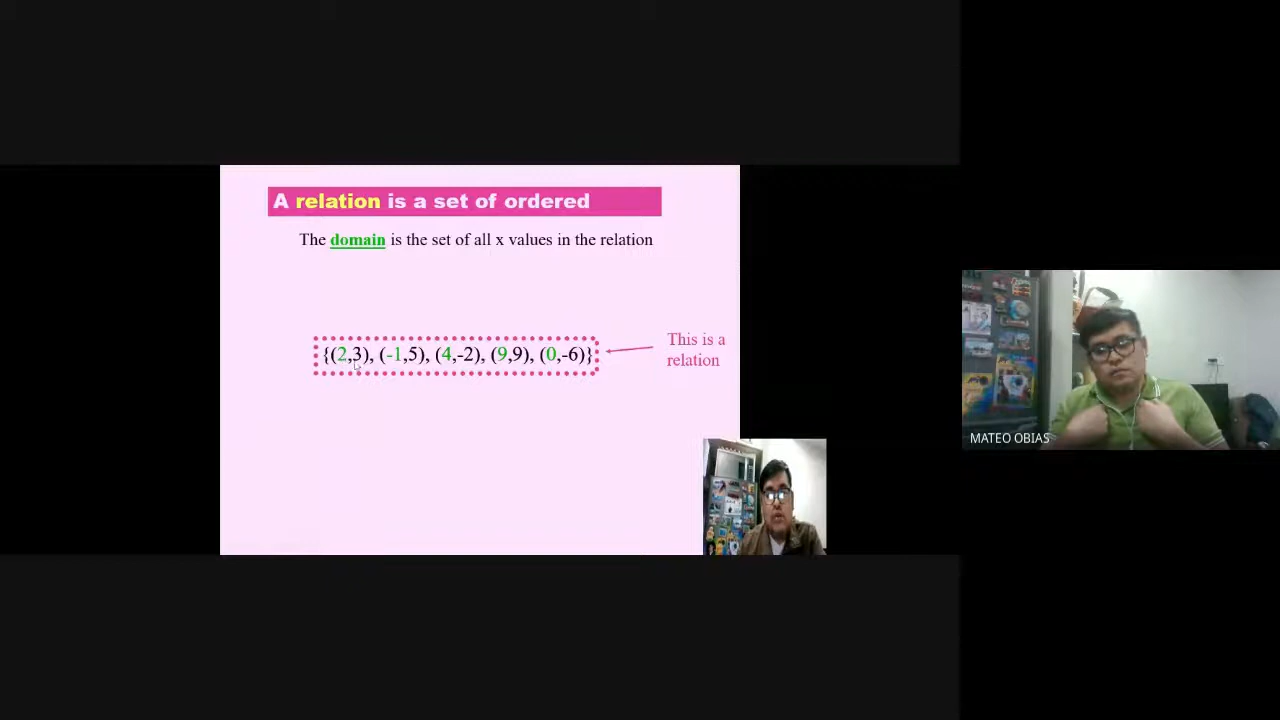 A relation is a set of ordered
The domain is the set of all x values in the relation
{(2,3), (-1,5), (4,-2), (9,9), (0,-6)}
This is a
relation
MATEO OBIAS